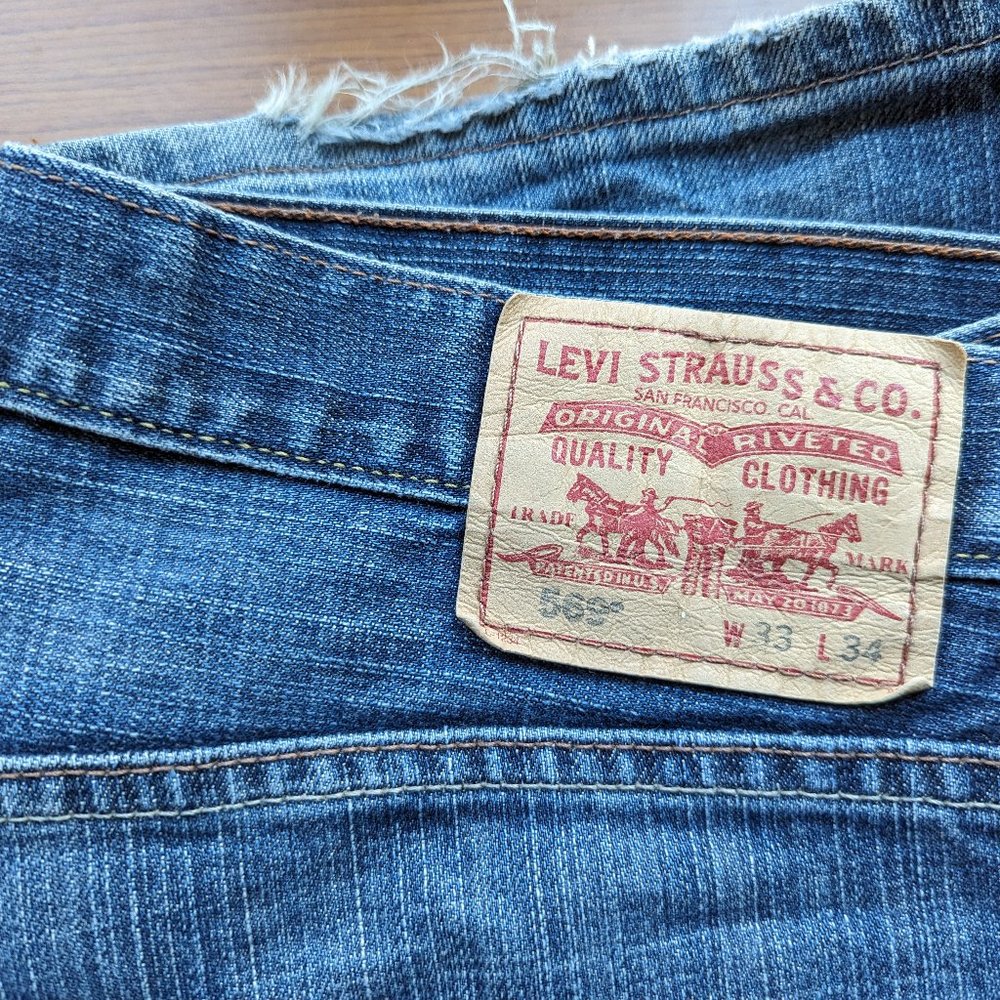 LEVI STRAUSS & CO.
SAN FRANCISCO CAL
ORIGINAL RIVETED
QUALITY CLOTHING
TRADE MARK
PATENTED IN U.S. MAY 20 1873
569 W 33 L 34